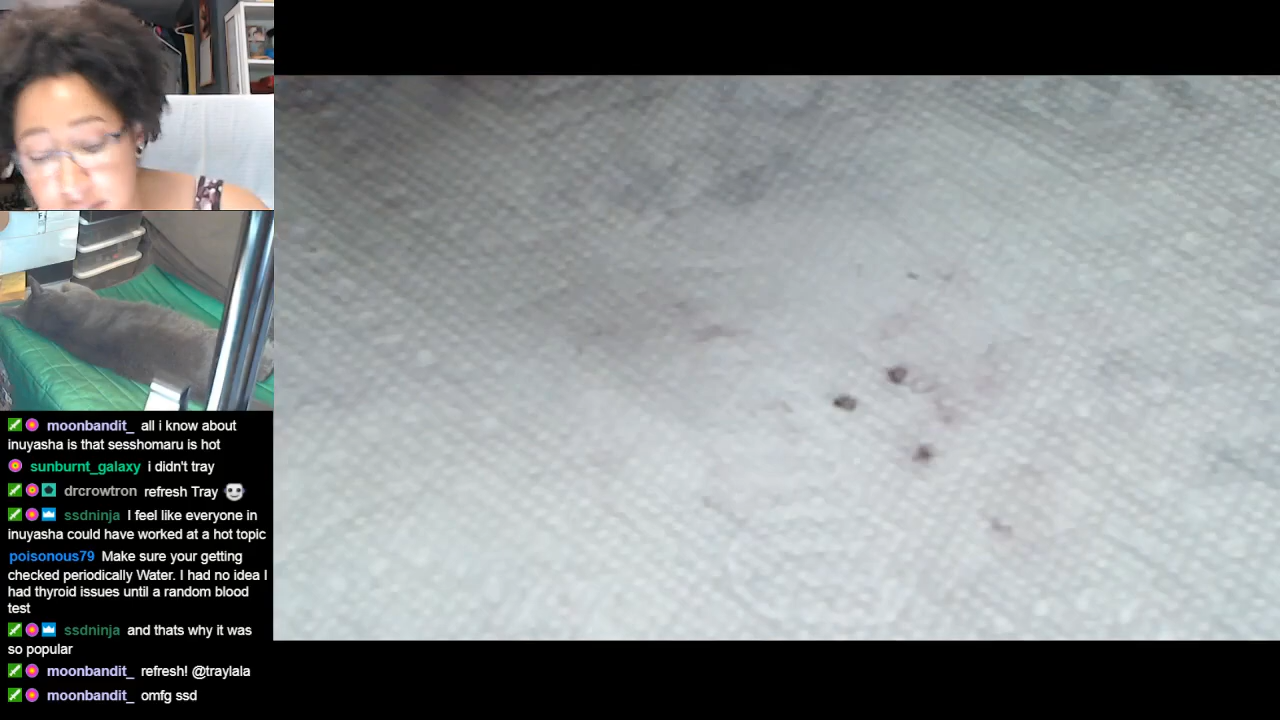 moonbandit_ all i know about
inuyasha is that sesshomaru is hot
sunburnt_galaxy i didn't tray
drcrowtron refresh Tray
ssdninja I feel like everyone in
inuyasha could have worked at a hot topic
poisonous79 Make sure your getting
checked periodically Water. I had no idea I
had thyroid issues until a random blood
test
ssdninja and thats why it was
so popular
moonbandit_ refresh! @traylala
moonbandit_ omfg ssd